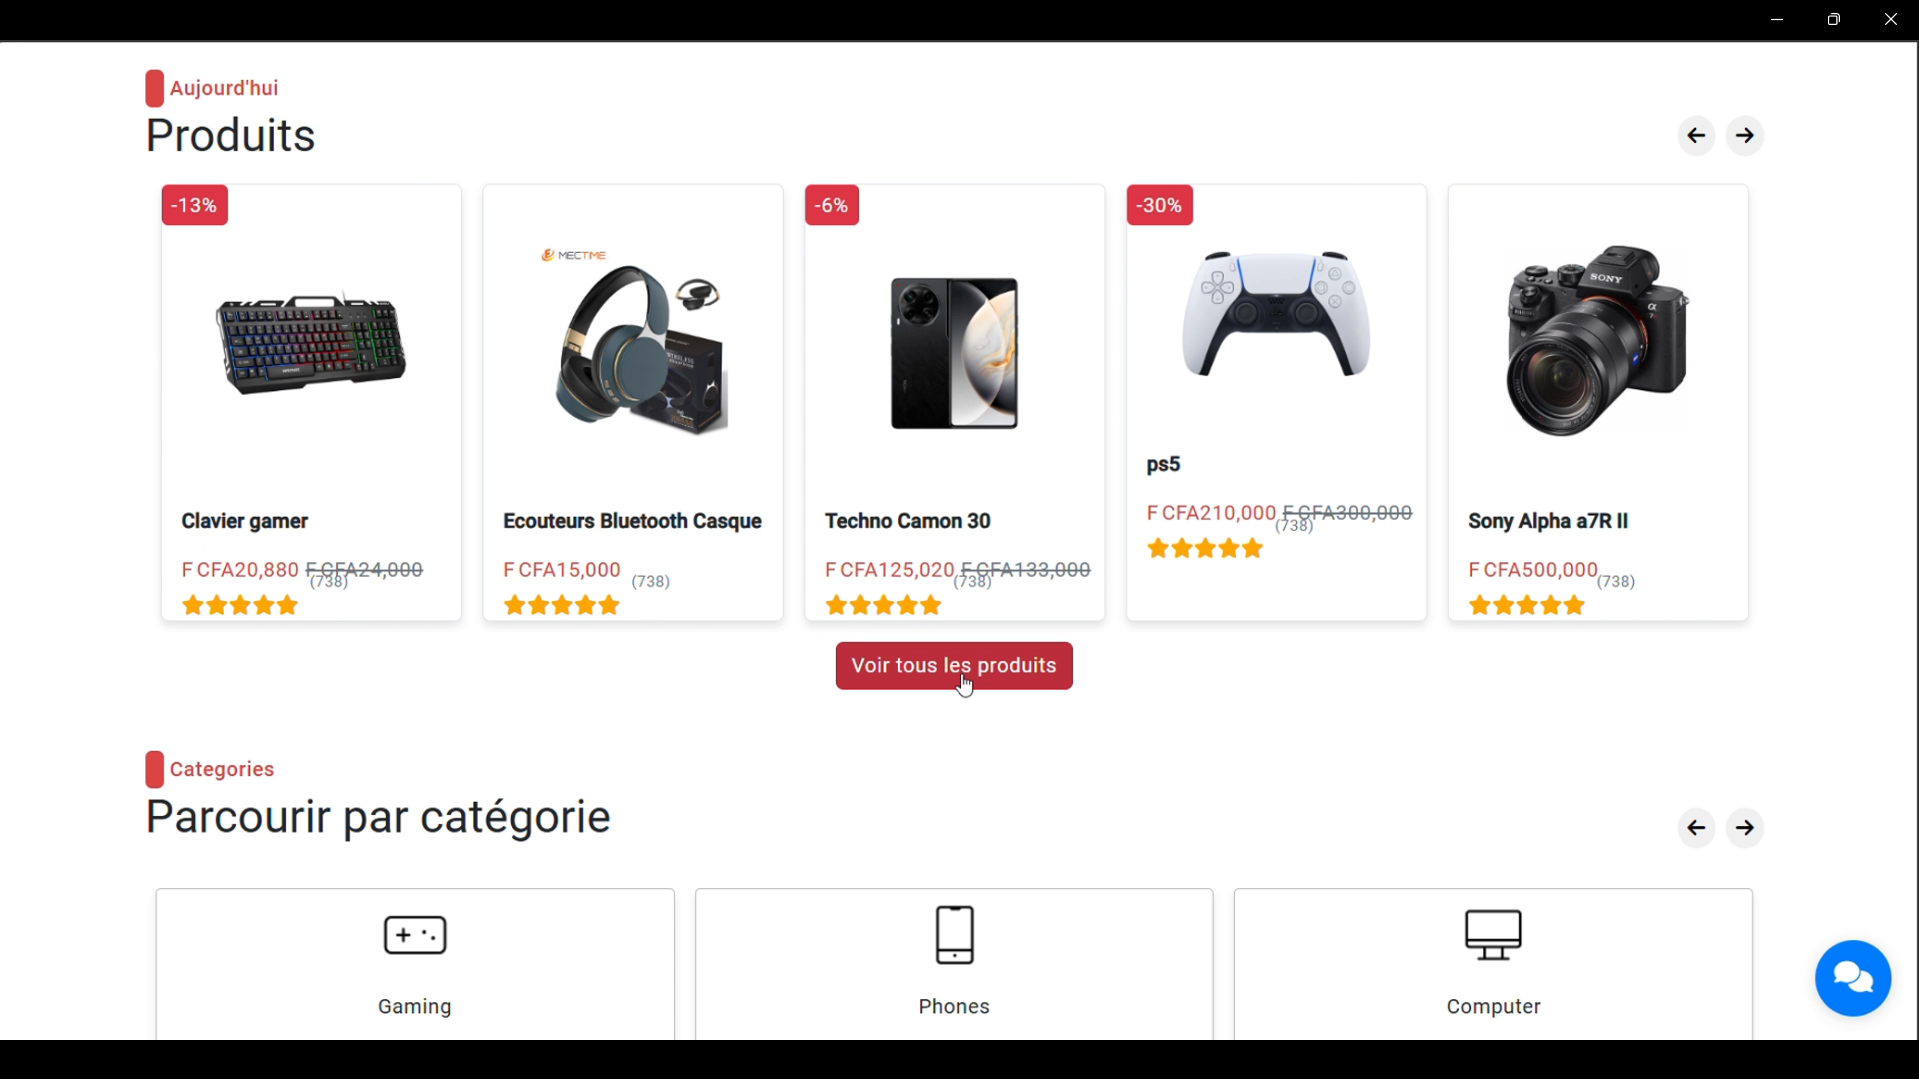 Aujourd'hui
Produits
-13%
Clavier gamer
F CFA20,880 F CFA24,000
(738)
MECTIME
Ecouteurs Bluetooth Casque
F CFA15,000 (738)
-6%
Techno Camon 30
F CFA125,020 F CFA133,000
(738)
-30%
ps5
F CFA210,000 F CFA300,000
(738)
SONY
Sony Alpha a7R II
F CFA500,000 (738)
Voir tous les produits
Categories
Parcourir par catégorie
Gaming
Phones
Computer